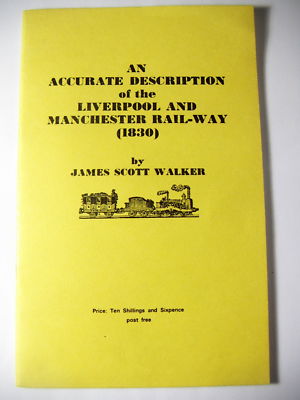 AN
ACCURATE DESCRIPTION
of the
LIVERPOOL AND
MANCHESTER RAIL-WAY
(1830)
by
JAMES SCOTT WALKER
Price: Ten Shillings and Sixpence
post free